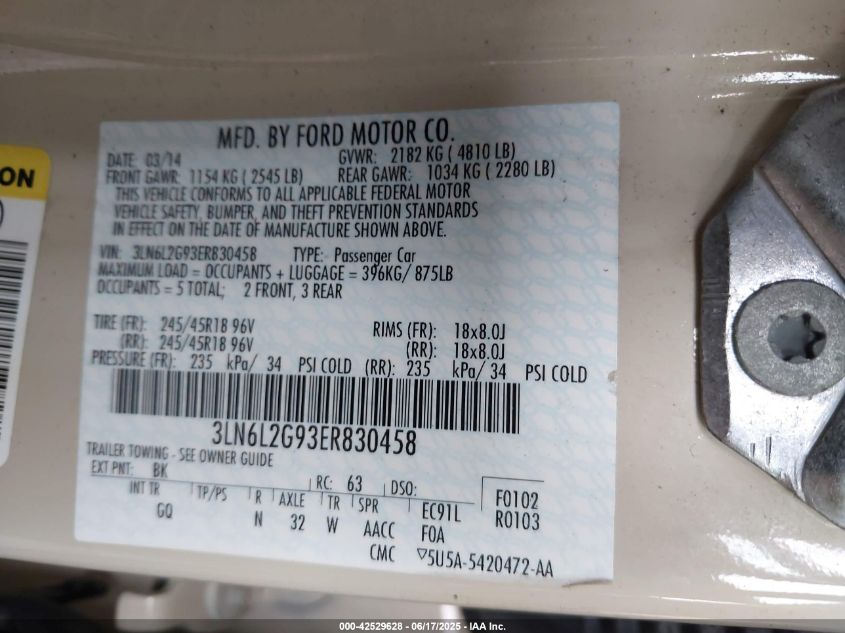 ON
MFD. BY FORD MOTOR CO.
DATE: 03/14 GVWR: 2182 KG ( 4810 LB)
FRONT GAWR: 1154 KG ( 2545 LB) REAR GAWR: 1034 KG ( 2280 LB)
THIS VEHICLE CONFORMS TO ALL APPLICABLE FEDERAL MOTOR
VEHICLE SAFETY, BUMPER, AND THEFT PREVENTION STANDARDS
IN EFFECT ON THE DATE OF MANUFACTURE SHOWN ABOVE.
VIN: 3LN6L2G93ER830458 TYPE: Passenger Car
MAXIMUM LOAD = OCCUPANTS + LUGGAGE = 396KG/ 875LB
OCCUPANTS = 5 TOTAL; 2 FRONT, 3 REAR
TIRE (FR): 245/45R18 96V RIMS (FR): 18x8.0J
(RR): 245/45R18 96V (RR): 18x8.0J
PRESSURE (FR): 235 kPa/ 34 PSI COLD (RR): 235 kPa/ 34 PSI COLD
3LN6L2G93ER830458
TRAILER TOWING - SEE OWNER GUIDE
EXT PNT: BK RC: 63 DSO: F0102
INT TR TP/PS R AXLE TR SPR EC91L R0103
GQ N 32 W AACC F0A
CMC ▽5U5A-5420472-AA
000-42529628 - 06/17/2025 - IAA Inc.